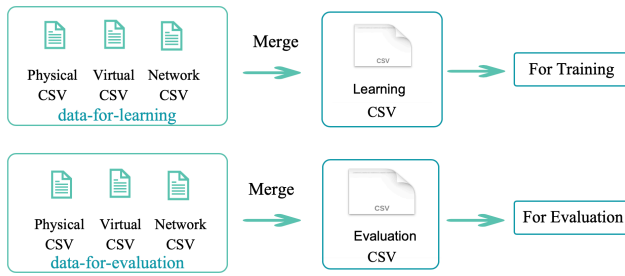 Merge
Physical Virtual Network
CSV CSV CSV
data-for-learning
CSV
Learning
CSV
For Training
Merge
Physical Virtual Network
CSV CSV CSV
data-for-evaluation
CSV
Evaluation
CSV
For Evaluation